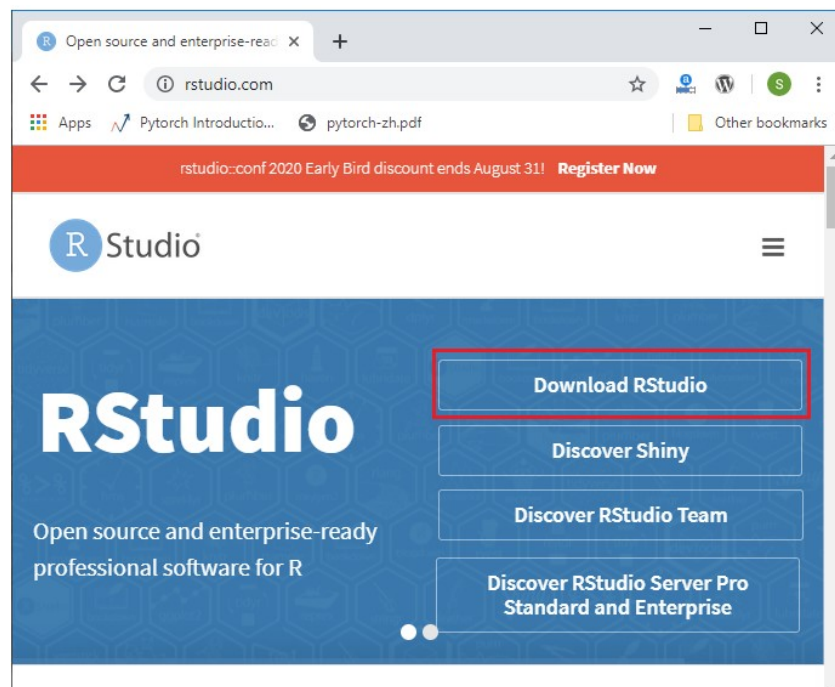 R Open source and enterprise-read
rstudio.com
S
Apps Pytorch Introductio... pytorch-zh.pdf Other bookmarks
rstudio::conf 2020 Early Bird discount ends August 31! Register Now
R Studio
RStudio
Open source and enterprise-ready
professional software for R
Download RStudio
Discover Shiny
Discover RStudio Team
Discover RStudio Server Pro
Standard and Enterprise